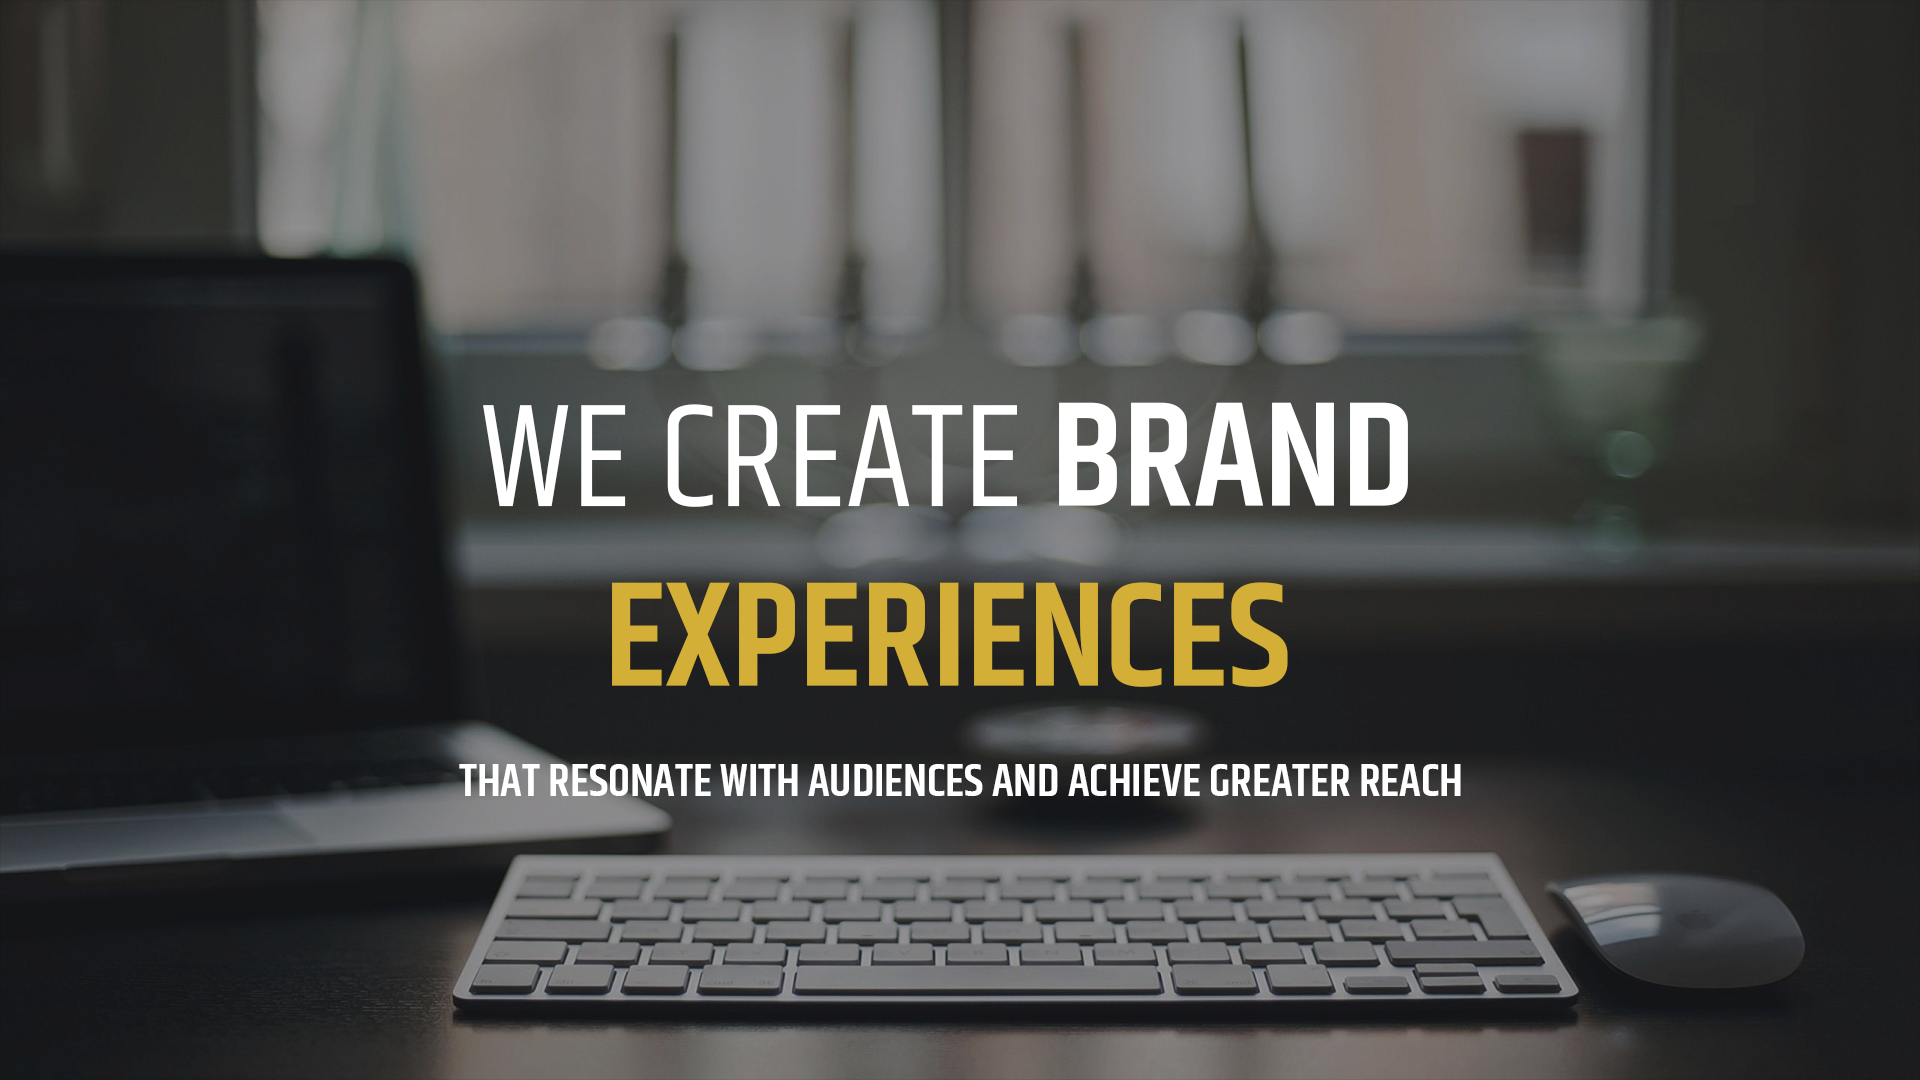 WE CREATE BRAND
EXPERIENCES
THAT RESONATE WITH AUDIENCES AND ACHIEVE GREATER REACH